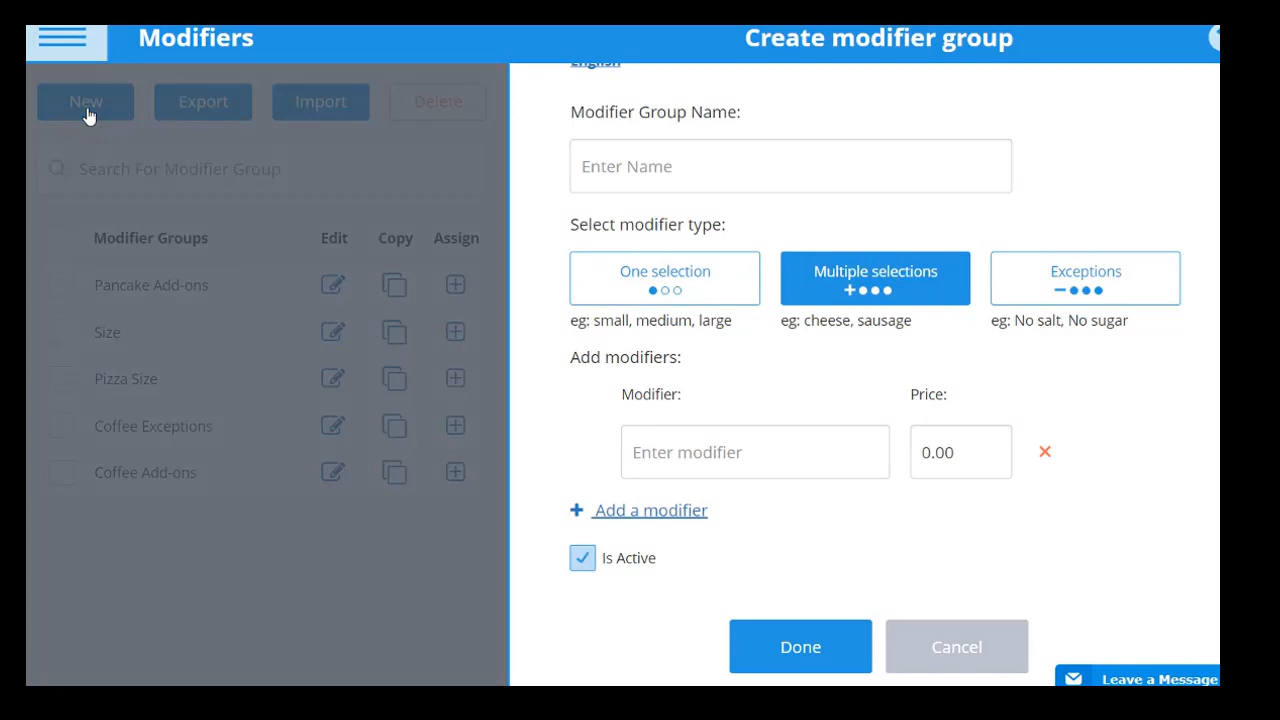 Modifiers
Create modifier group
English
New Export Import Delete
Search For Modifier Group
Modifier Groups Edit Copy Assign
Pancake Add-ons
Size
Pizza Size
Coffee Exceptions
Coffee Add-ons
Modifier Group Name:
Enter Name
Select modifier type:
One selection Multiple selections Exceptions
eg: small, medium, large eg: cheese, sausage eg: No salt, No sugar
Add modifiers:
Modifier: Price:
Enter modifier 0.00
Add a modifier
Is Active
Done Cancel
Leave a Message